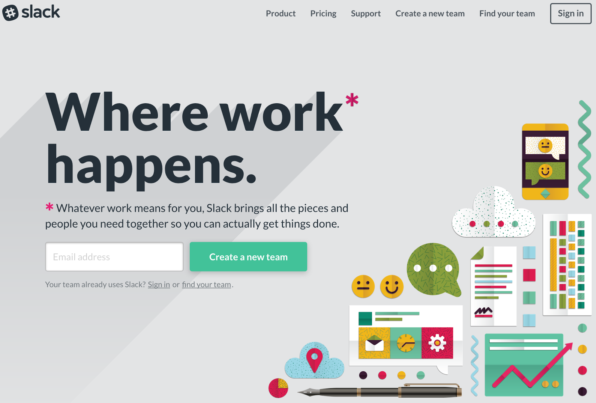 slack
Product Pricing Support Create a new team Find your team Sign in
Where work*
happens.
* Whatever work means for you, Slack brings all the pieces and
people you need together so you can actually get things done.
Email address
Create a new team
Your team already uses Slack? Sign in or find your team.